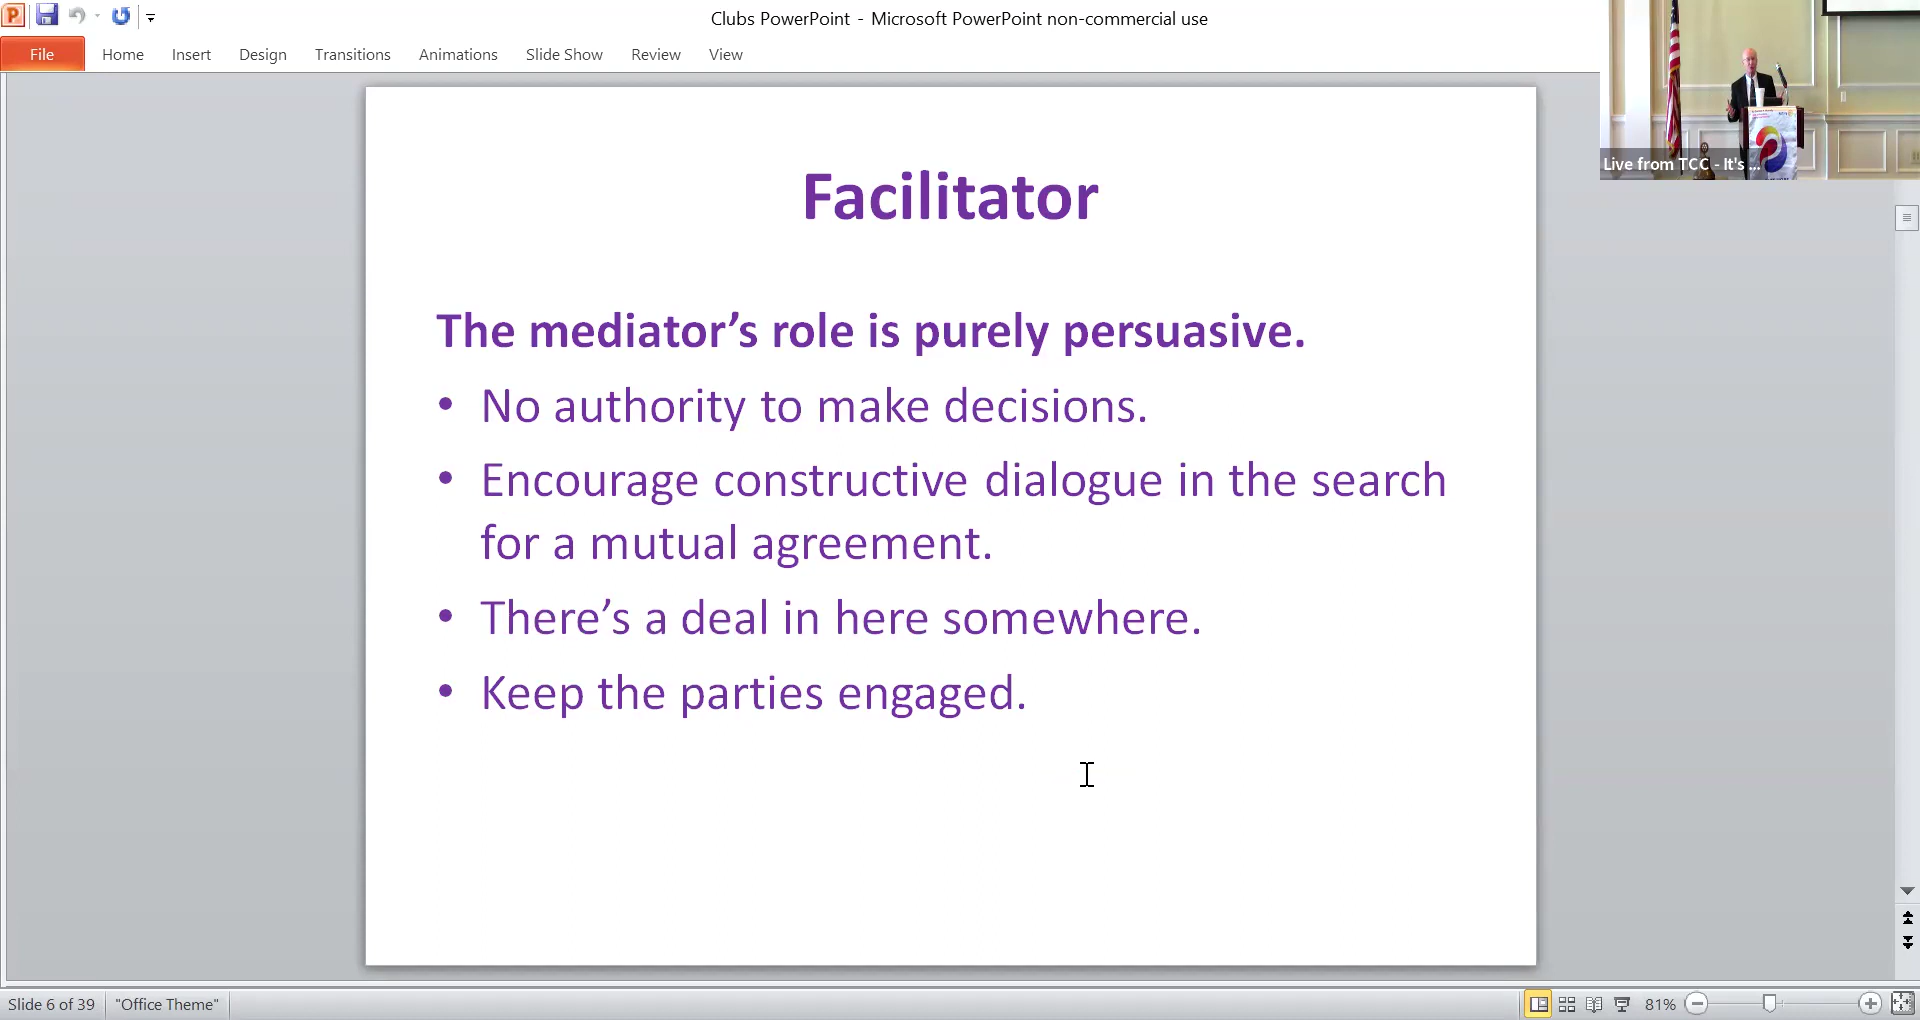 Clubs PowerPoint - Microsoft PowerPoint non-commercial use
File Home Insert Design Transitions Animations Slide Show Review View
Live from TCC - It's ...
Facilitator
The mediator’s role is purely persuasive.
• No authority to make decisions.
• Encourage constructive dialogue in the search
for a mutual agreement.
• There’s a deal in here somewhere.
• Keep the parties engaged.
Slide 6 of 39 "Office Theme" 81%